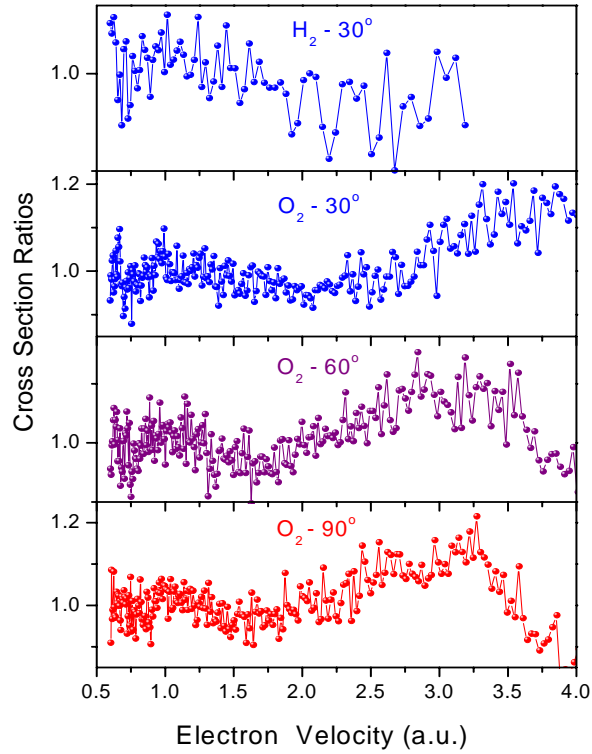 H₂ - 30°
1.0
1.2
O₂ - 30°
1.0
Cross Section Ratios
O₂ - 60°
1.0
1.2
O₂ - 90°
1.0
0.5 1.0 1.5 2.0 2.5 3.0 3.5 4.0
Electron Velocity (a.u.)